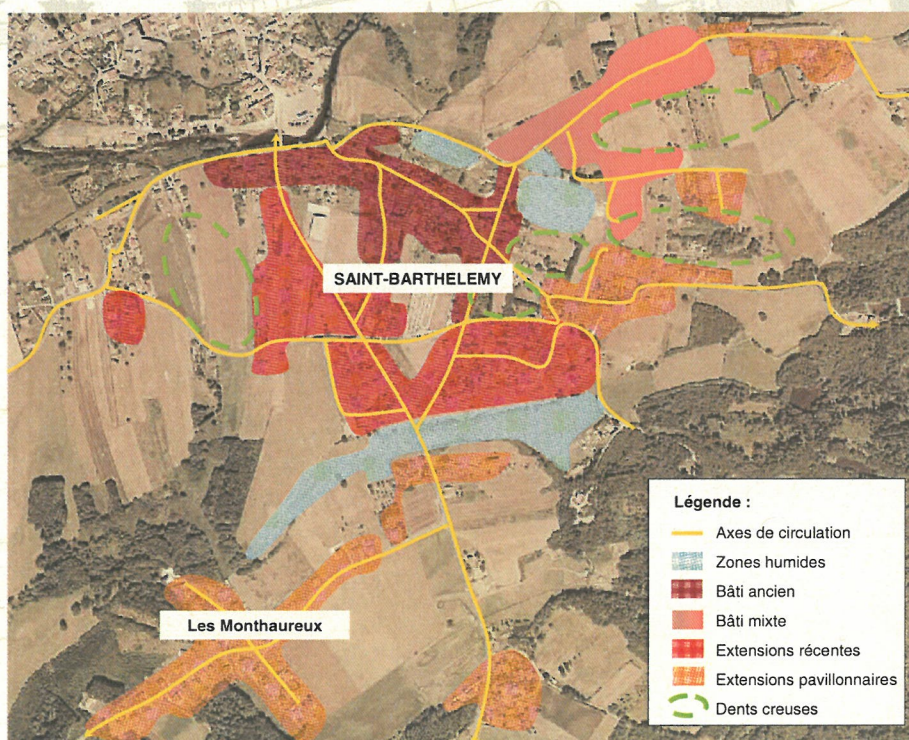 SAINT-BARTHELEMY
Les Monthaureux
Légende :
Axes de circulation
Zones humides
Bâti ancien
Bâti mixte
Extensions récentes
Extensions pavillonnaires
Dents creuses